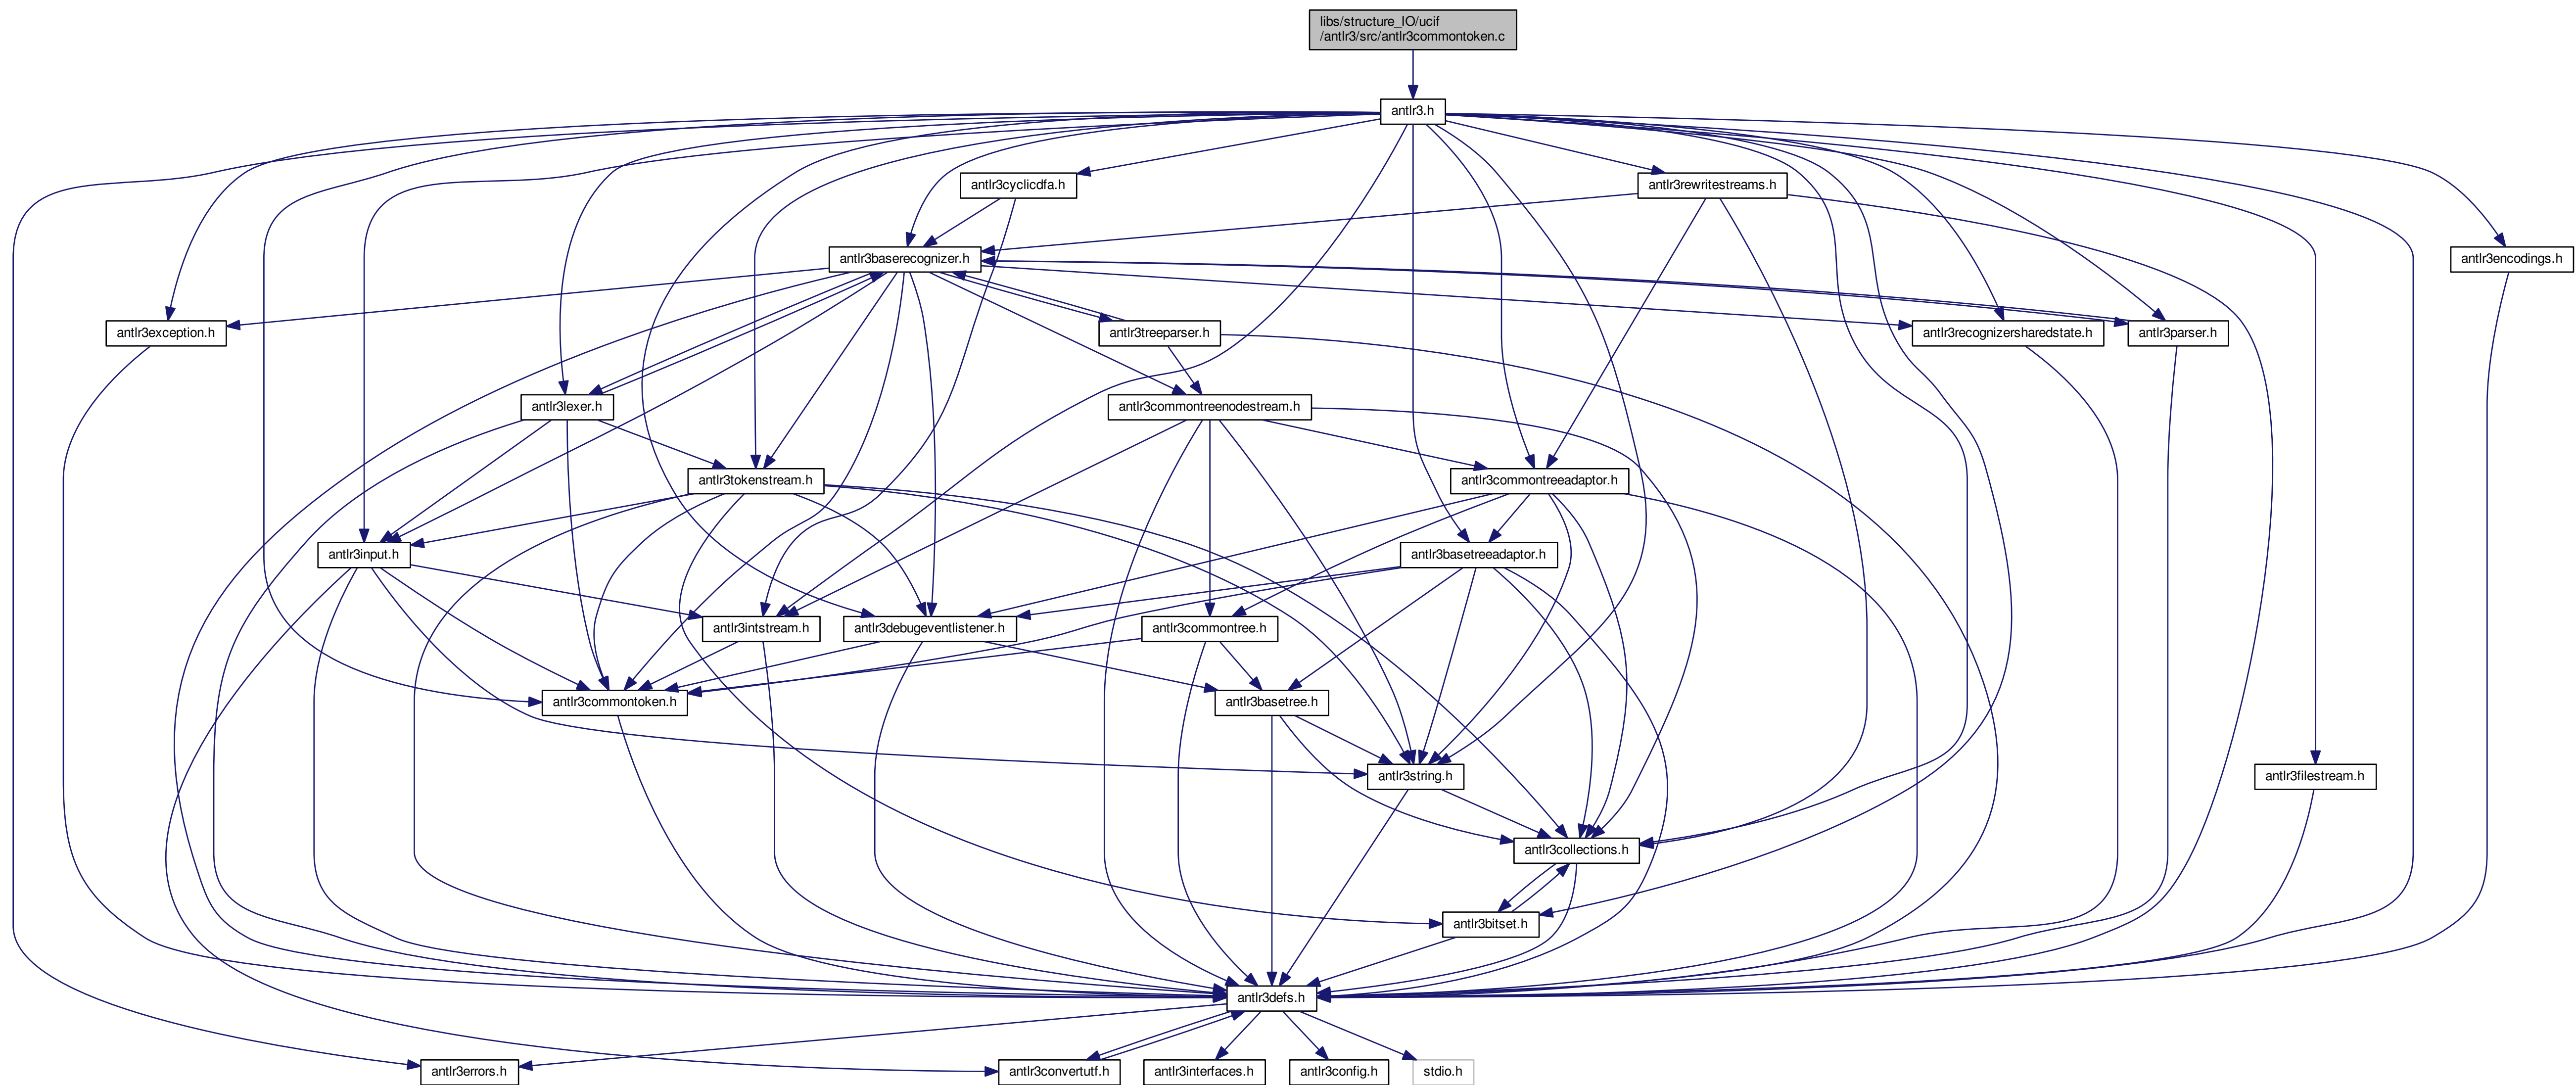 libs/structure_IO/ucif
/antlr3/src/antlr3commontoken.c
antlr3.h
antlr3cyclicdfa.h
antlr3rewritestreams.h
antlr3baserecognizer.h
antlr3encodings.h
antlr3exception.h
antlr3treeparser.h
antlr3recognizersharedstate.h
antlr3parser.h
antlr3lexer.h
antlr3commontreenodestream.h
antlr3tokenstream.h
antlr3commontreeadaptor.h
antlr3input.h
antlr3basetreeadaptor.h
antlr3intstream.h
antlr3debugeventlistener.h
antlr3commontree.h
antlr3commontoken.h
antlr3basetree.h
antlr3string.h
antlr3filestream.h
antlr3collections.h
antlr3bitset.h
antlr3defs.h
antlr3errors.h
antlr3convertutf.h
antlr3interfaces.h
antlr3config.h
stdio.h